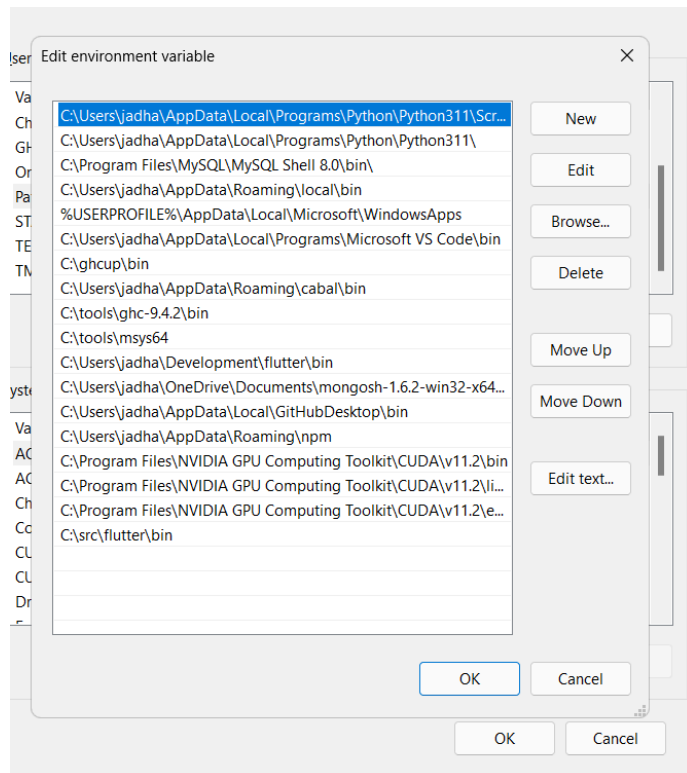 Edit environment variable
C:\Users\jadha\AppData\Local\Programs\Python\Python311\Scr...
New
C:\Users\jadha\AppData\Local\Programs\Python\Python311\
C:\Program Files\MySQL\MySQL Shell 8.0\bin\
Edit
C:\Users\jadha\AppData\Roaming\local\bin
%USERPROFILE%\AppData\Local\Microsoft\WindowsApps
Browse...
C:\Users\jadha\AppData\Local\Programs\Microsoft VS Code\bin
C:\ghcup\bin
Delete
C:\Users\jadha\AppData\Roaming\cabal\bin
C:\tools\ghc-9.4.2\bin
C:\tools\msys64
Move Up
C:\Users\jadha\Development\flutter\bin
C:\Users\jadha\OneDrive\Documents\mongosh-1.6.2-win32-x64...
Move Down
C:\Users\jadha\AppData\Local\GitHubDesktop\bin
C:\Users\jadha\AppData\Roaming\npm
C:\Program Files\NVIDIA GPU Computing Toolkit\CUDA\v11.2\bin
C:\Program Files\NVIDIA GPU Computing Toolkit\CUDA\v11.2\li...
Edit text...
C:\Program Files\NVIDIA GPU Computing Toolkit\CUDA\v11.2\e...
C:\src\flutter\bin
OK
Cancel
OK
Cancel